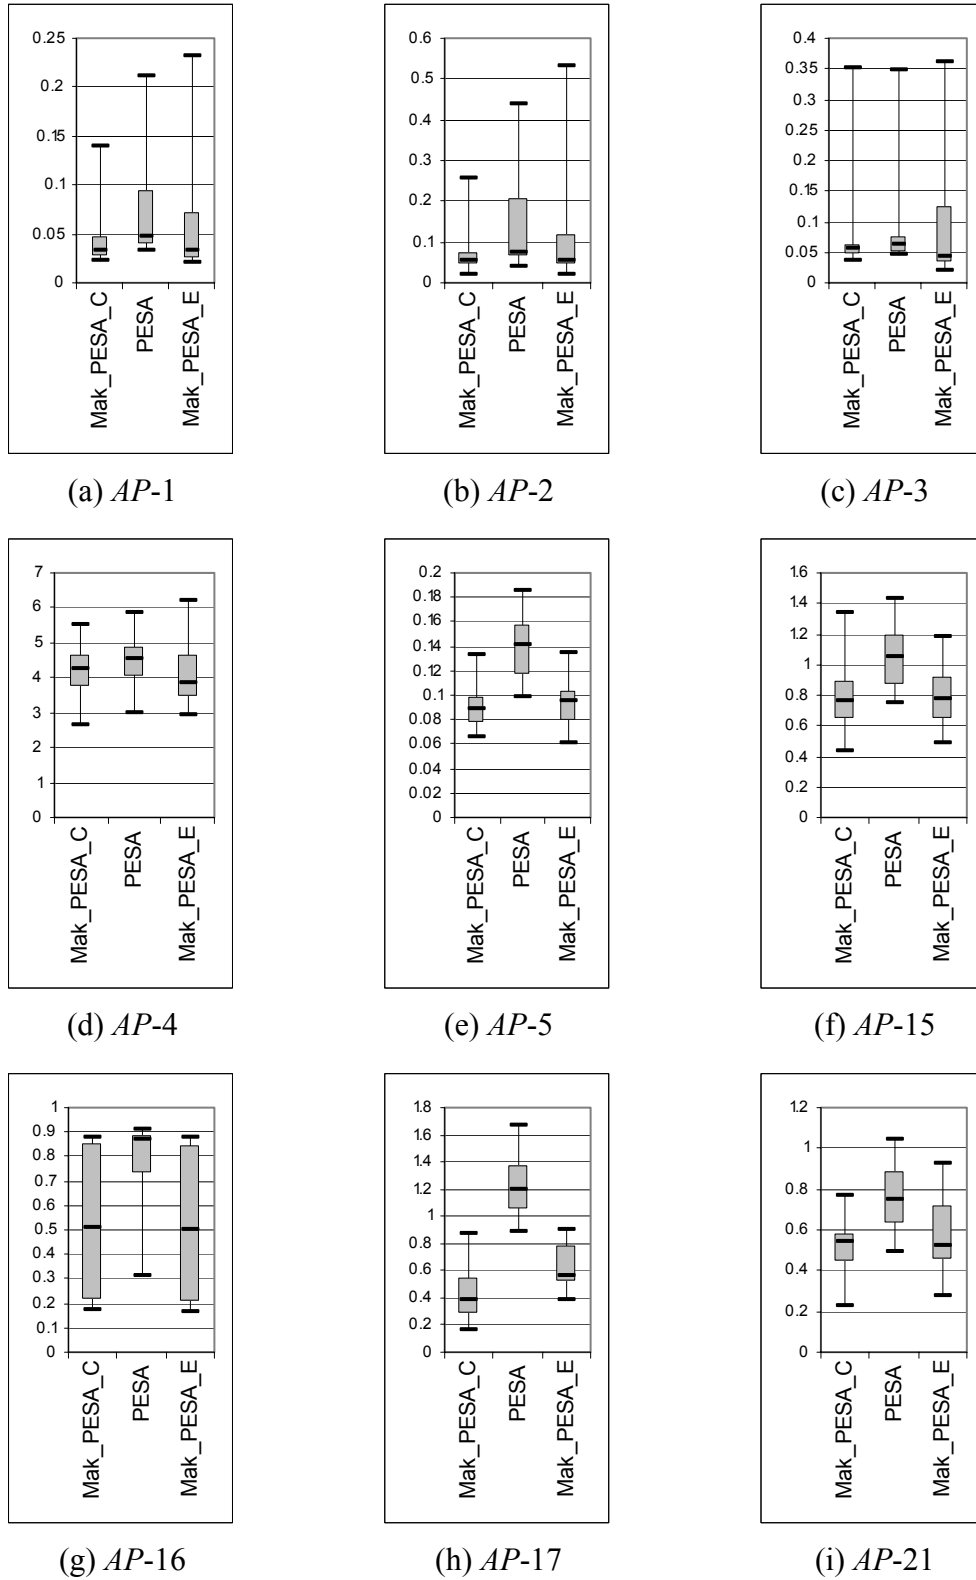 0.25
0.2
0.15
0.1
0.05
0
Mak_PESA_C
PESA
Mak_PESA_E
(a) AP-1
0.6
0.5
0.4
0.3
0.2
0.1
0
Mak_PESA_C
PESA
Mak_PESA_E
(b) AP-2
0.4
0.35
0.3
0.25
0.2
0.15
0.1
0.05
0
Mak_PESA_C
PESA
Mak_PESA_E
(c) AP-3
7
6
5
4
3
2
1
0
Mak_PESA_C
PESA
Mak_PESA_E
(d) AP-4
0.2
0.18
0.16
0.14
0.12
0.1
0.08
0.06
0.04
0.02
0
Mak_PESA_C
PESA
Mak_PESA_E
(e) AP-5
1.6
1.4
1.2
1
0.8
0.6
0.4
0.2
0
Mak_PESA_C
PESA
Mak_PESA_E
(f) AP-15
1
0.9
0.8
0.7
0.6
0.5
0.4
0.3
0.2
0.1
0
Mak_PESA_C
PESA
Mak_PESA_E
(g) AP-16
1.8
1.6
1.4
1.2
1
0.8
0.6
0.4
0.2
0
Mak_PESA_C
PESA
Mak_PESA_E
(h) AP-17
1.2
1
0.8
0.6
0.4
0.2
0
Mak_PESA_C
PESA
Mak_PESA_E
(i) AP-21